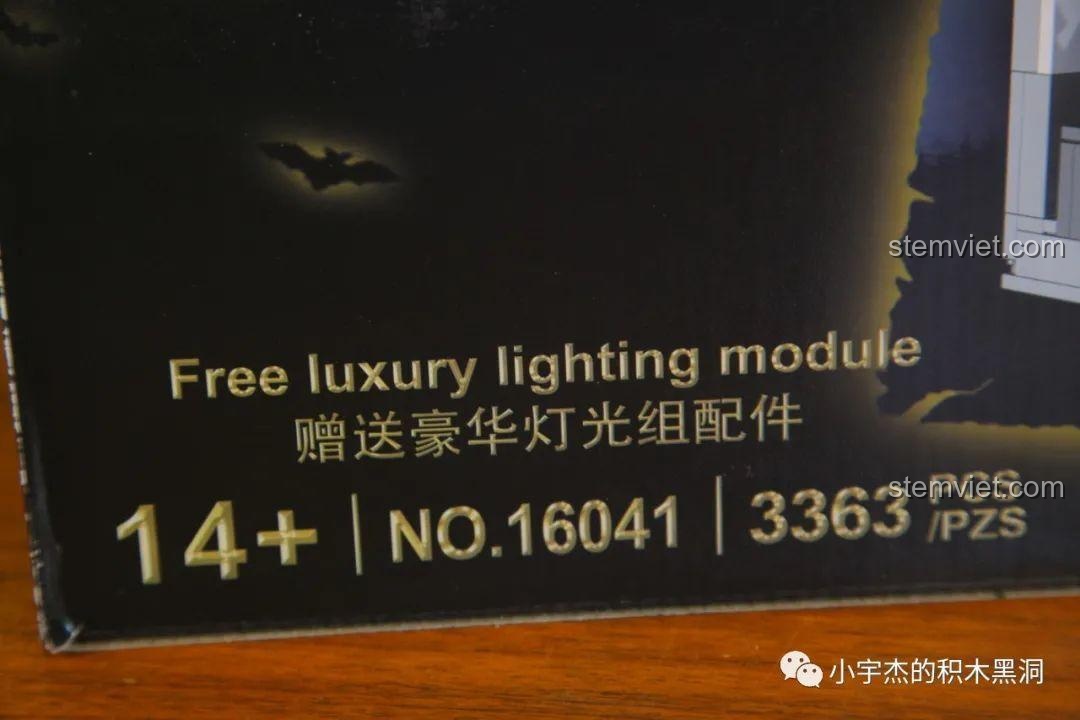 stemviet.com
Free luxury lighting module
赠送豪华灯光组配件
14+ | NO.16041 | 3363 PCS
/PZS
stemviet.com
小宇杰的积木黑洞